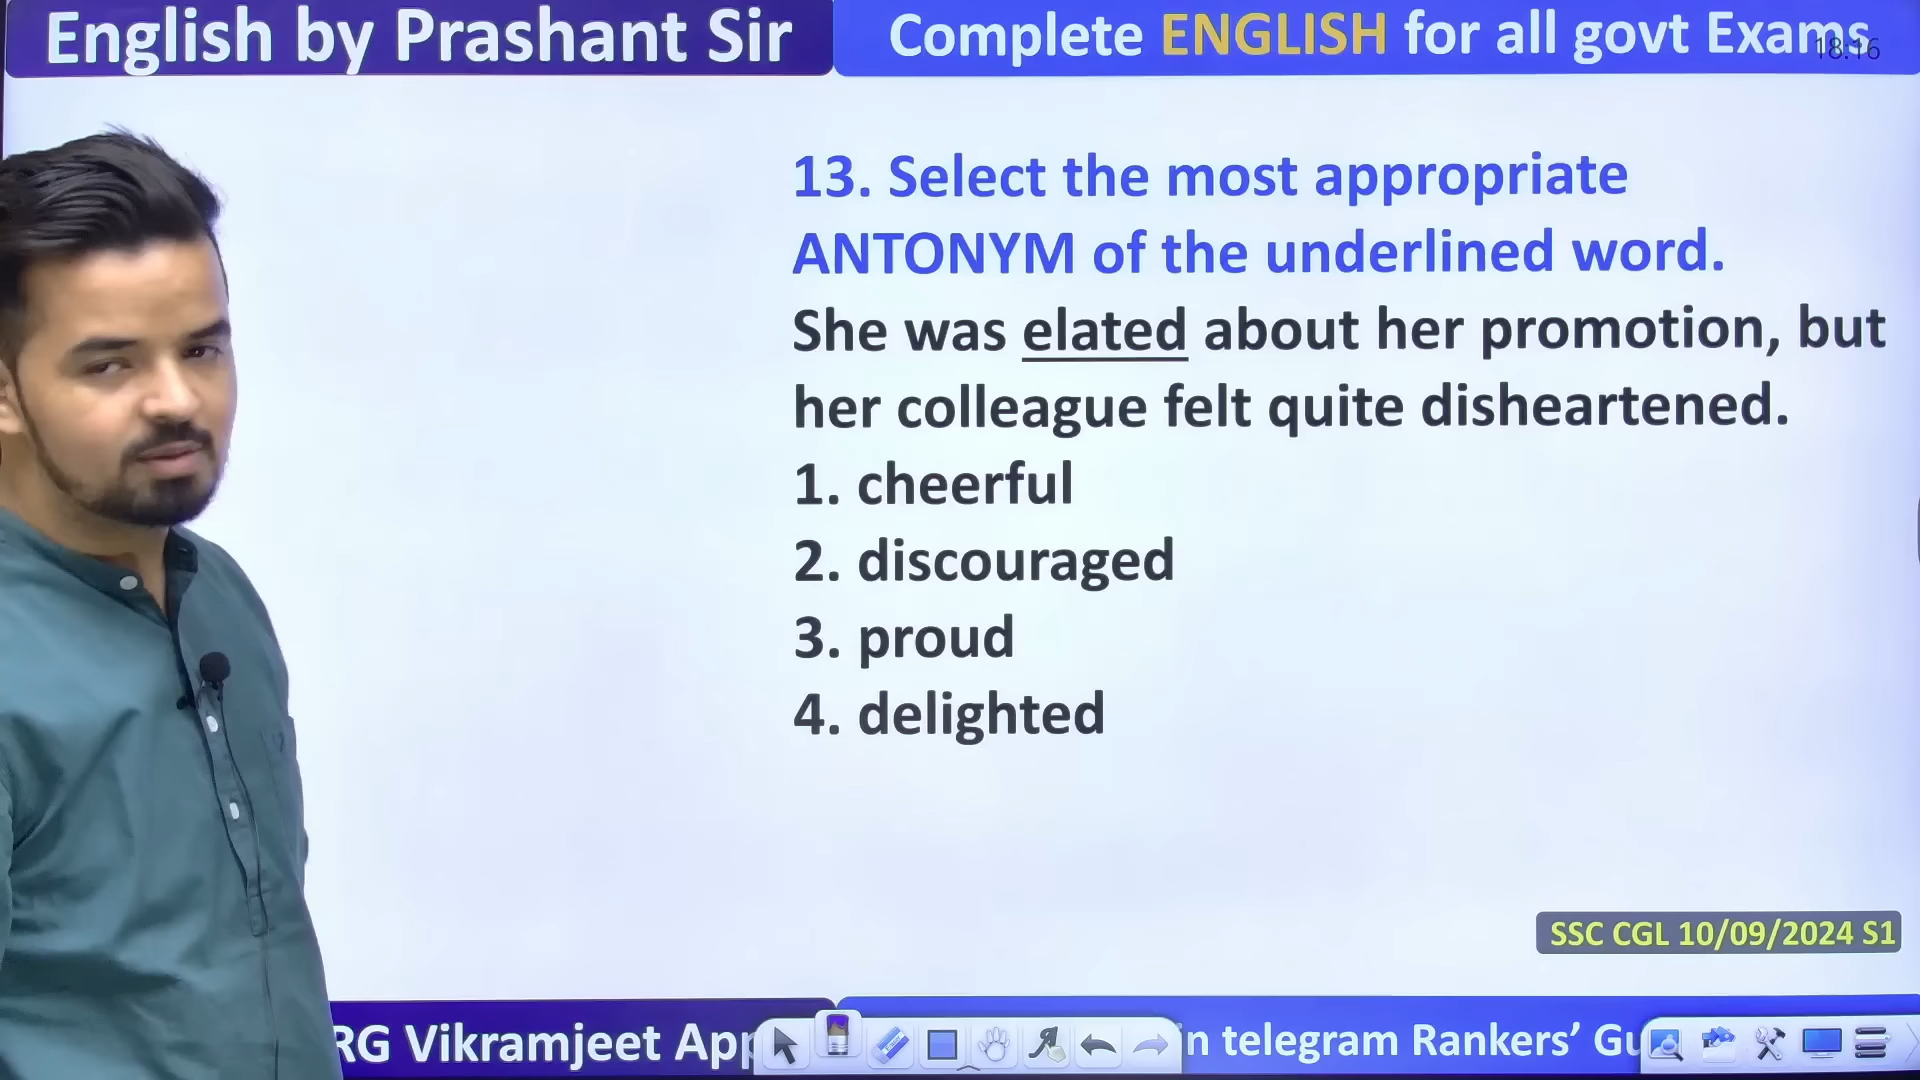 English by Prashant Sir
Complete ENGLISH for all govt Exams
18:16
13. Select the most appropriate
ANTONYM of the underlined word.
She was elated about her promotion, but
her colleague felt quite disheartened.
1. cheerful
2. discouraged
3. proud
4. delighted
SSC CGL 10/09/2024 S1
RG Vikramjeet App
in telegram Rankers’ Gu